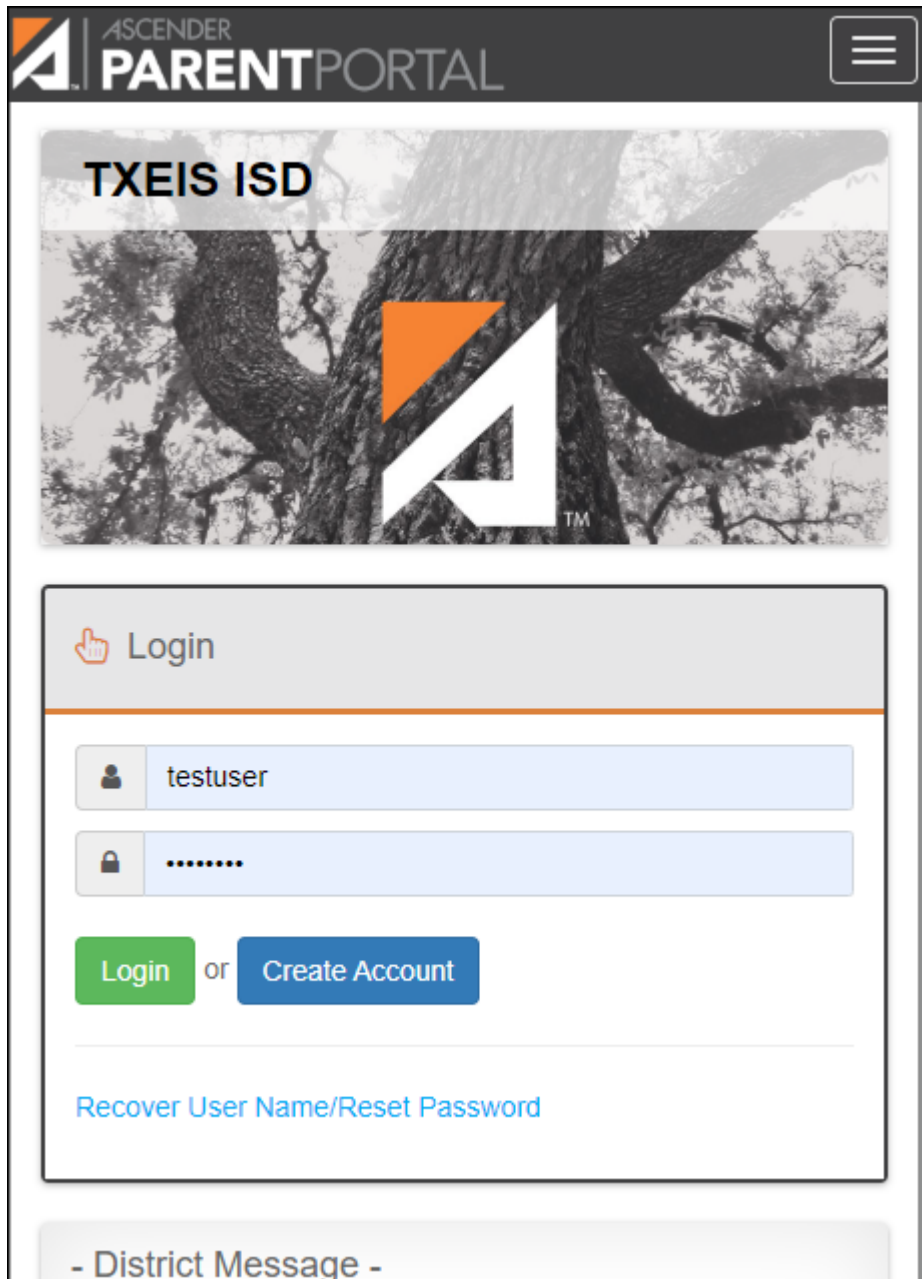 ASCENDER
PARENTPORTAL
TXEIS ISD
TM
Login
testuser
••••••••
Login or Create Account
Recover User Name/Reset Password
- District Message -